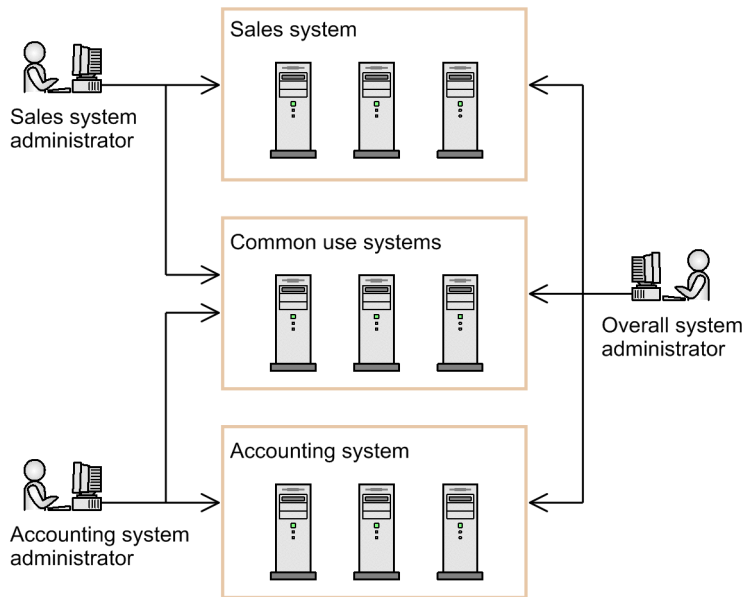 Sales system
Sales system
administrator
Common use systems
Overall system
administrator
Accounting system
Accounting system
administrator